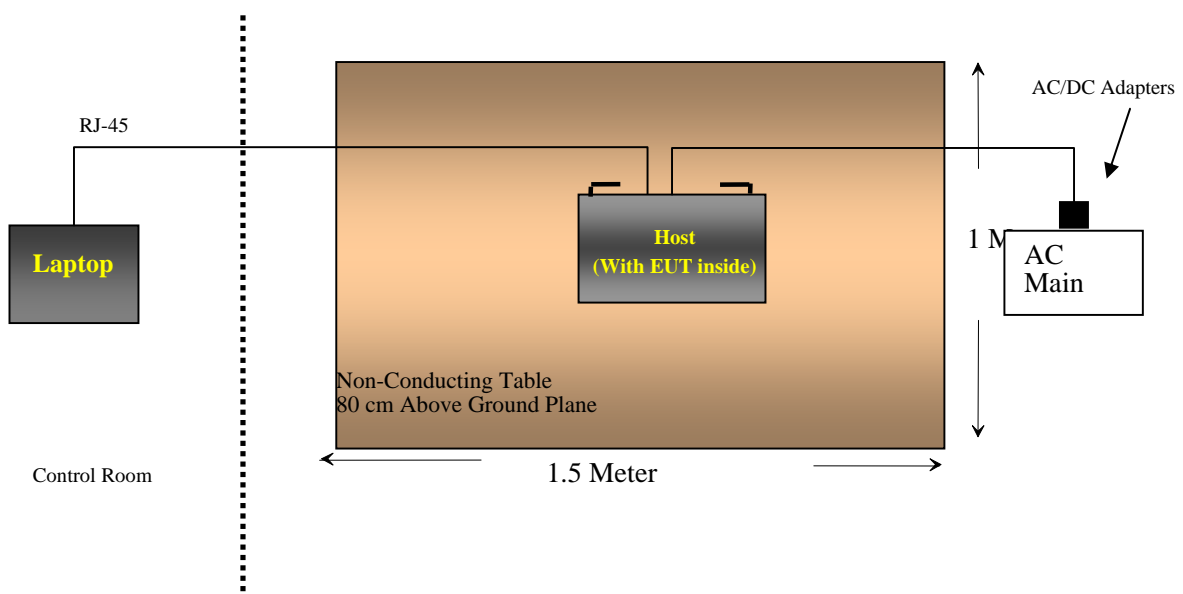 AC/DC Adapters
RJ-45
Laptop
Host
(With EUT inside)
1 M
AC
Main
Non-Conducting Table
80 cm Above Ground Plane
Control Room
1.5 Meter